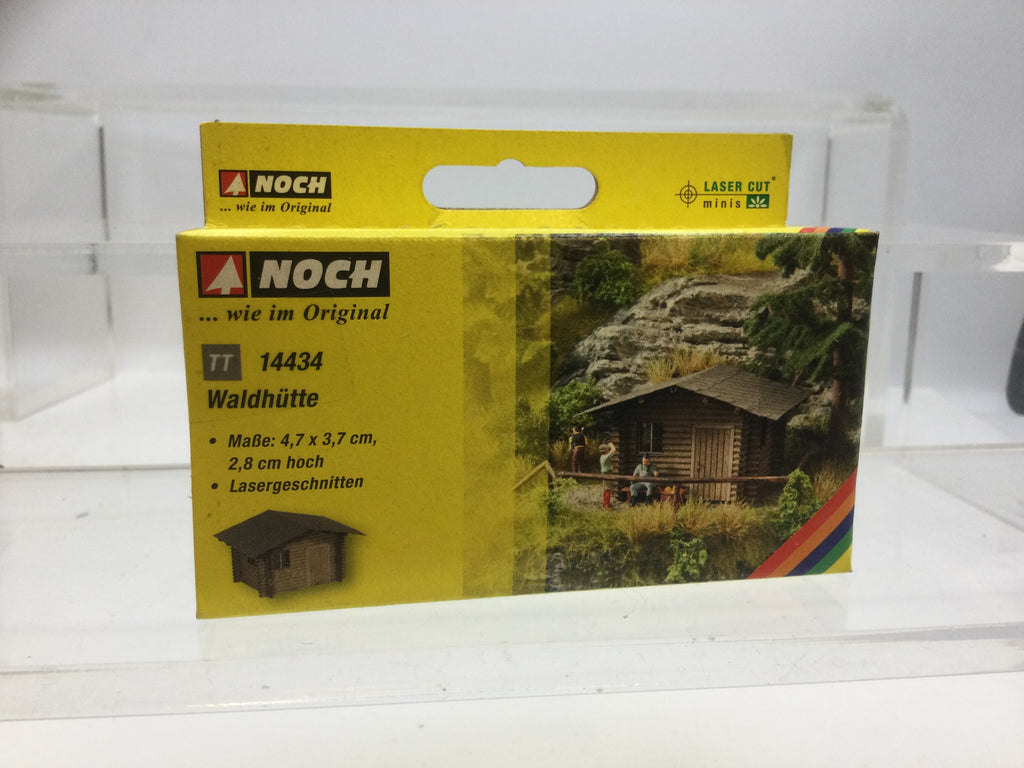 NOCH
... wie im Original
LASER CUT®
minis
NOCH
... wie im Original
TT 14434
Waldhütte
• Maße: 4,7 x 3,7 cm,
2,8 cm hoch
• Lasergeschnitten